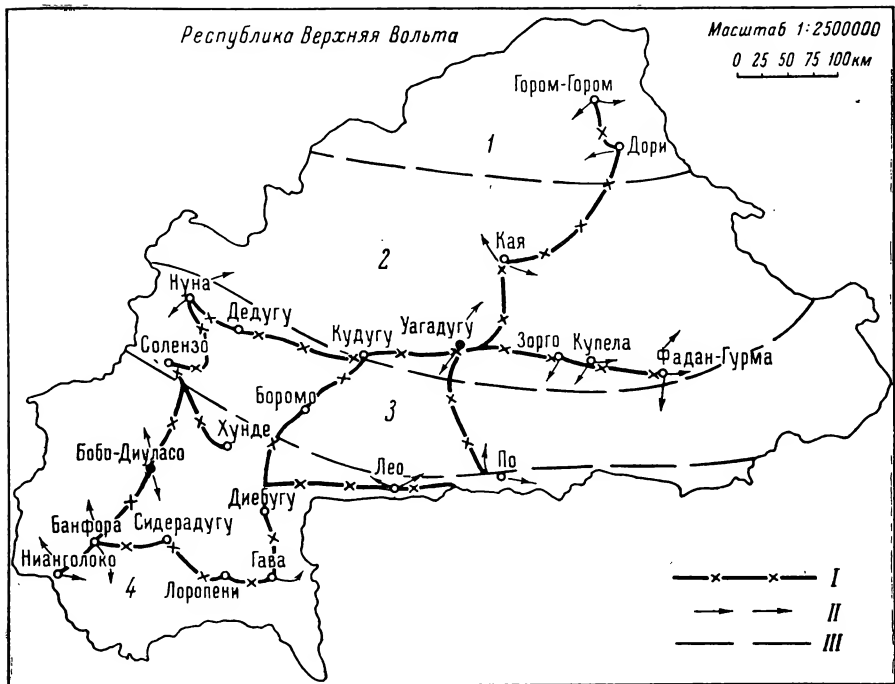 Республика Верхняя Вольта
Масштаб 1:2500000
0 25 50 75 100км
Гором-Гором
1
Дори
Кая
2
Нуна
Дедугу
Кудугу
Уагадугу
Зорго
Купела
Фадан-Гурма
Солензо
Боромо
3
Хунде
Бобо-Диуласо
Лео
По
Диебугу
Банфора
Сидерадугу
Нианголоко
Гава
Лоропени
4
I
II
III